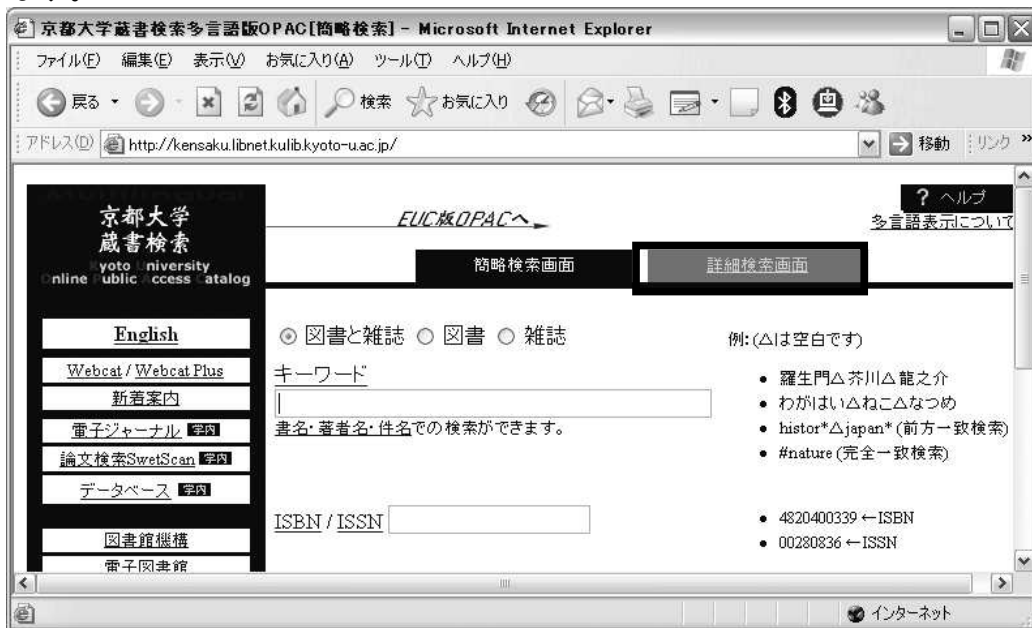 京都大学蔵書検索多言語版OPAC[簡略検索] - Microsoft Internet Explorer
ファイル(F) 編集(E) 表示(V) お気に入り(A) ツール(T) ヘルプ(H)
戻る 検索 お気に入り
アドレス(D) http://kensaku.libnet.kulib.kyoto-u.ac.jp/ 移動 リンク »
京都大学
蔵書検索
Kyoto University
Online Public Access Catalog
EUC版OPACへ
? ヘルプ
多言語表示について
簡略検索画面
詳細検索画面
English
Webcat / Webcat Plus
新着案内
電子ジャーナル 学内
論文検索SwetScan 学内
データベース 学内
図書館機構
電子図書館
図書と雑誌 図書 雑誌
キーワード
書名・著者名・件名での検索ができます。
ISBN / ISSN
例:(△は空白です)
• 羅生門△芥川△龍之介
• わがはい△ねこ△なつめ
• histor*△japan* (前方一致検索)
• #nature (完全一致検索)
• 4820400339 ←ISBN
• 00280836 ←ISSN
インターネット